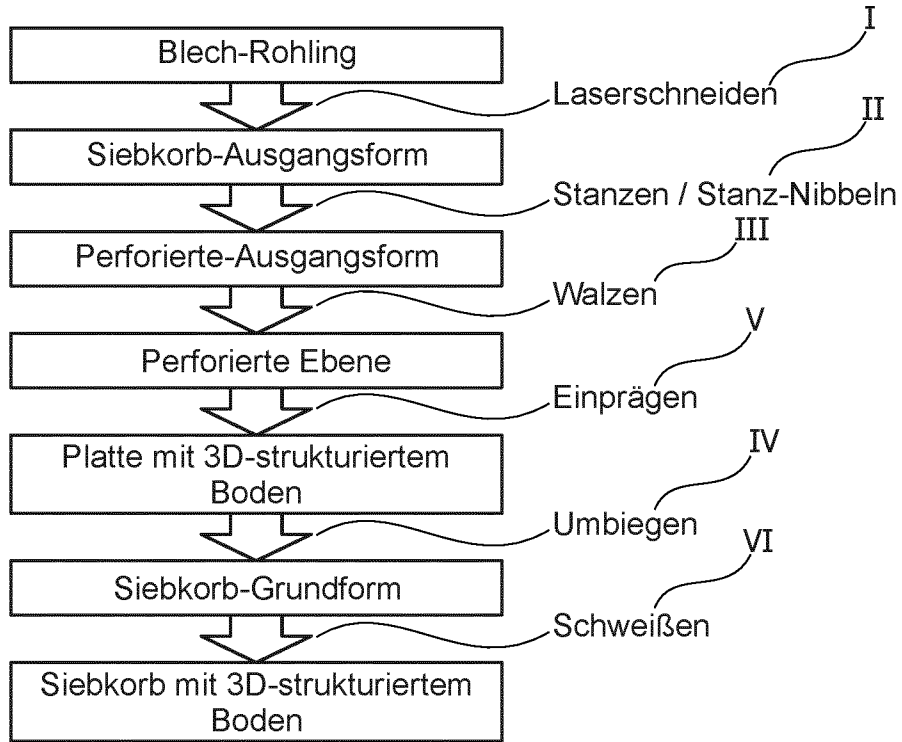 Blech-Rohling
I
Laserschneiden
Siebkorb-Ausgangsform
II
Stanzen / Stanz-Nibbeln
Perforierte-Ausgangsform
III
Walzen
Perforierte Ebene
V
Einprägen
Platte mit 3D-strukturiertem
Boden
IV
Umbiegen
Siebkorb-Grundform
VI
Schweißen
Siebkorb mit 3D-strukturiertem
Boden